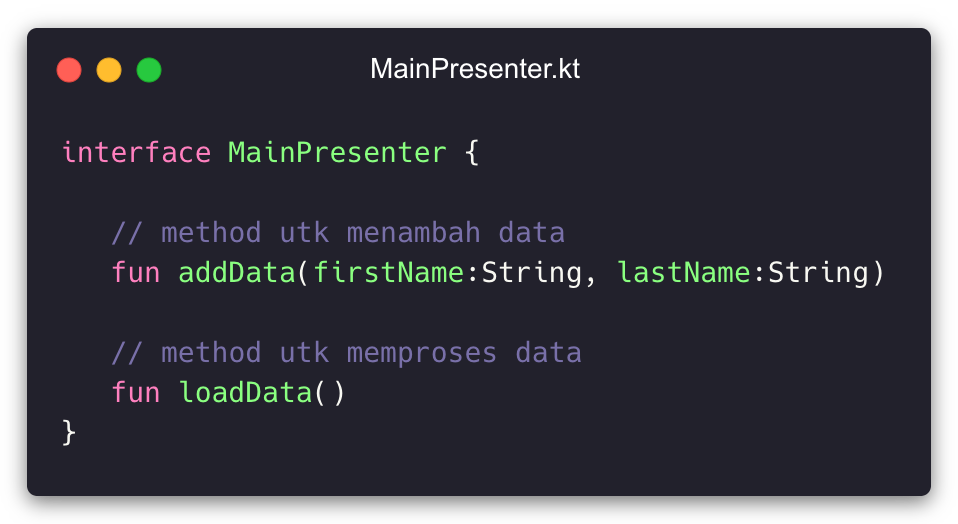 MainPresenter.kt
interface MainPresenter {
// method utk menambah data
fun addData(firstName:String, lastName:String)
// method utk memproses data
fun loadData()
}